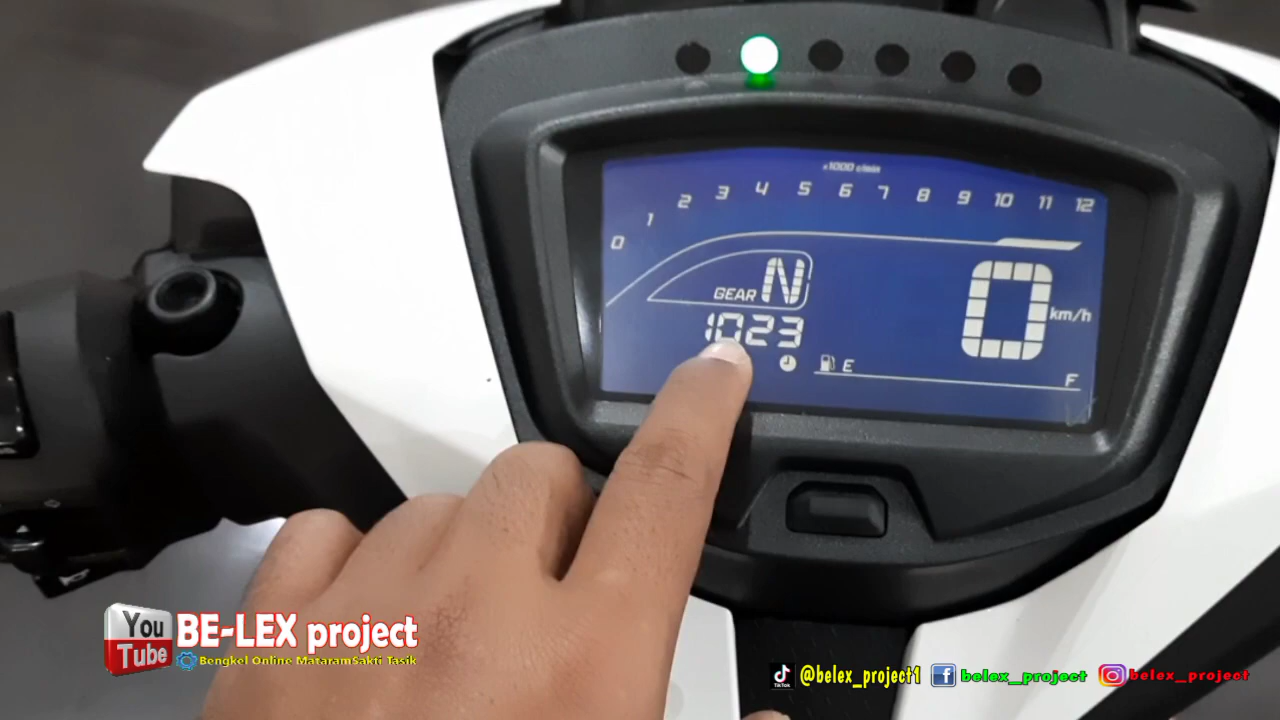 x1000 r/min
0 1 2 3 4 5 6 7 8 9 10 11 12
GEAR N
1023
0 km/h
E F
You Tube
BE-LEX project
Bengkel Online MataramSakti Tasik
TikTok @belex_project1 f belex_project belex_project